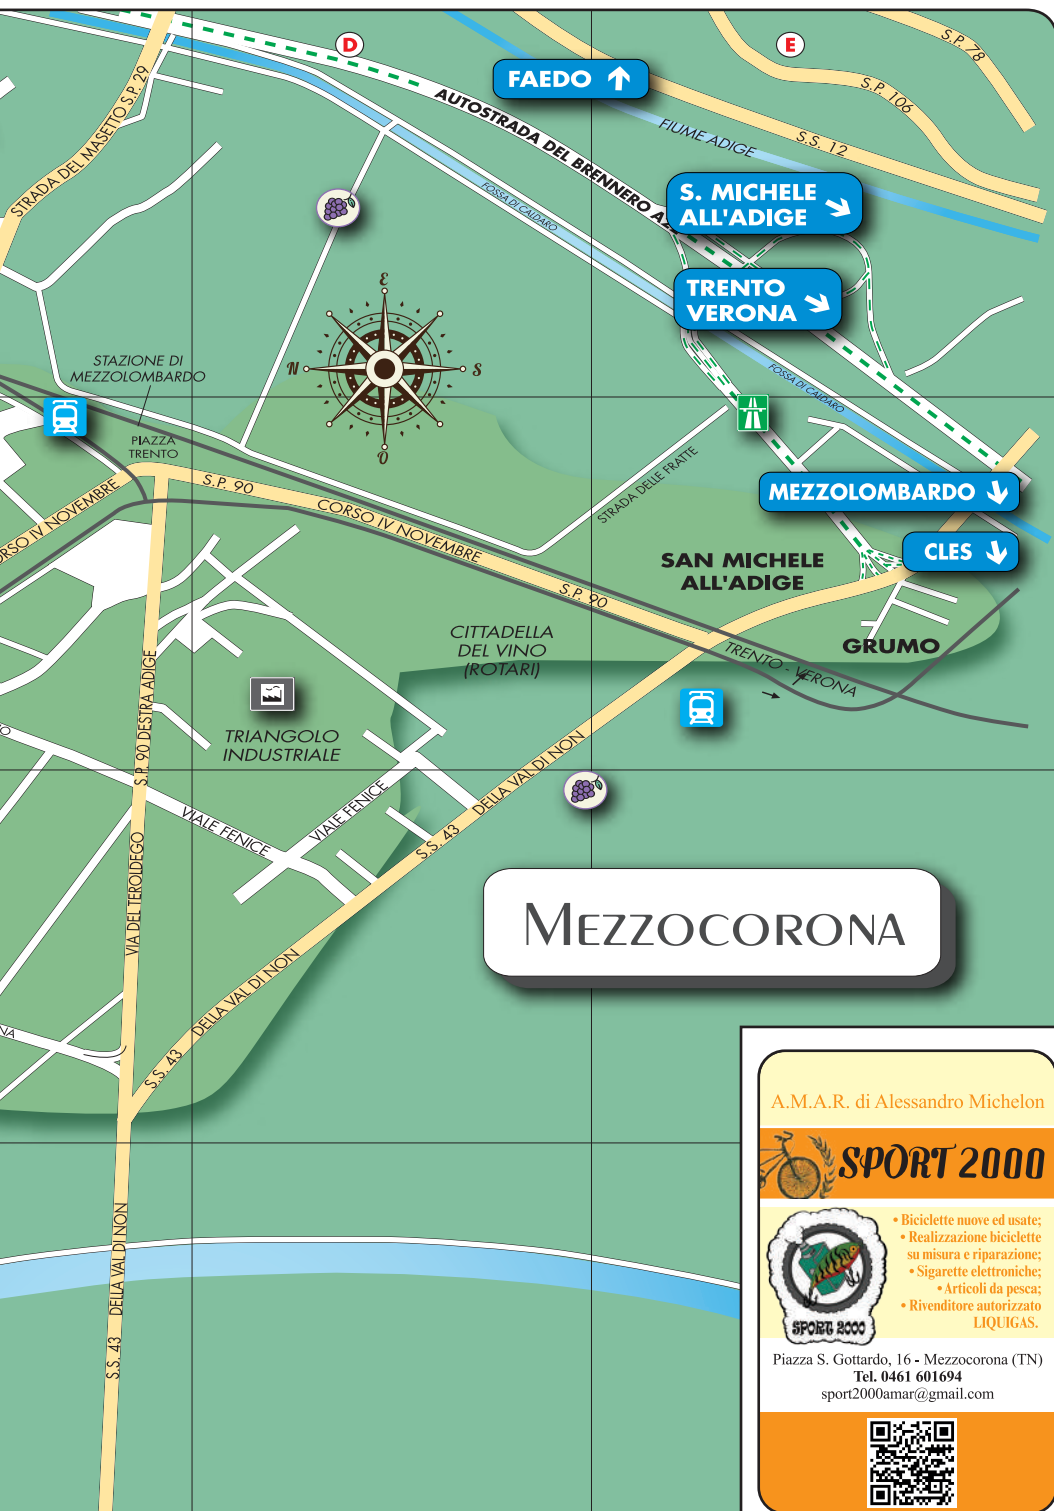 D
E
S.P. 78
S.P. 106
S.S. 12
FAEDO
STRADA DEL MASETTO S.P. 29
AUTOSTRADA DEL BRENNERO
FIUME ADIGE
FOSSA DI CALDARO
S. MICHELE
ALL'ADIGE
TRENTO
VERONA
E
N
S
O
STAZIONE DI
MEZZOLOMBARDO
PIAZZA
TRENTO
FOSSA DI CALDARO
S.P. 90
CORSO IV NOVEMBRE
CORSO IV NOVEMBRE
STRADA DELLE FRATTE
MEZZOLOMBARDO
CLES
SAN MICHELE
ALL'ADIGE
S.P. 90
GRUMO
CITTADELLA
DEL VINO
(ROTARI)
TRENTO - VERONA
S.P. 90 DESTRA ADIGE
TRIANGOLO
INDUSTRIALE
VIALE FENICE
VIALE FENICE
S.S. 43 DELLA VAL DI NON
VIA DEL TEROLDEGO
MEZZOCORONA
S.S. 43 DELLA VAL DI NON
S.S. 43 DELLA VAL DI NON
A.M.A.R. di Alessandro Michelon
SPORT 2000
• Biciclette nuove ed usate;
• Realizzazione biciclette
su misura e riparazione;
• Sigarette elettroniche;
• Articoli da pesca;
• Rivenditore autorizzato
LIQUIGAS.
SPORT 2000
Piazza S. Gottardo, 16 - Mezzocorona (TN)
Tel. 0461 601694
sport2000amar@gmail.com